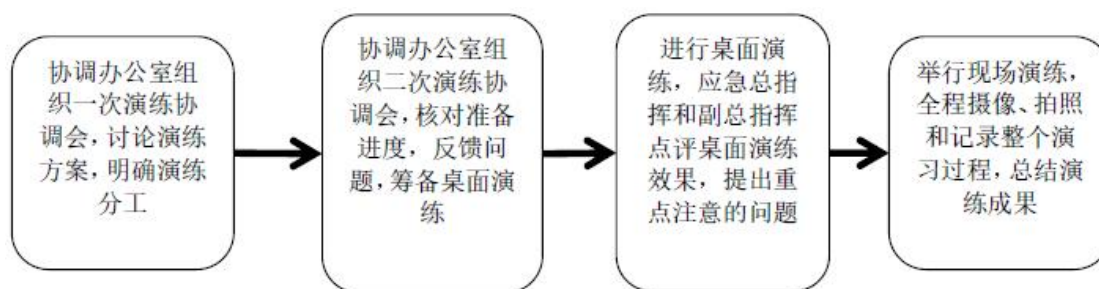 协调办公室组
织一次演练协
调会，讨论演练
方案，明确演练
分工
协调办公室组
织二次演练协
调会，核对准备
进度，反馈问
题，筹备桌面演
练
进行桌面演
练，应急总指
挥和副总指挥
点评桌面演练
效果，提出重
点注意的问题
举行现场演练，
全程摄像、拍照
和记录整个演
习过程，总结演
练成果